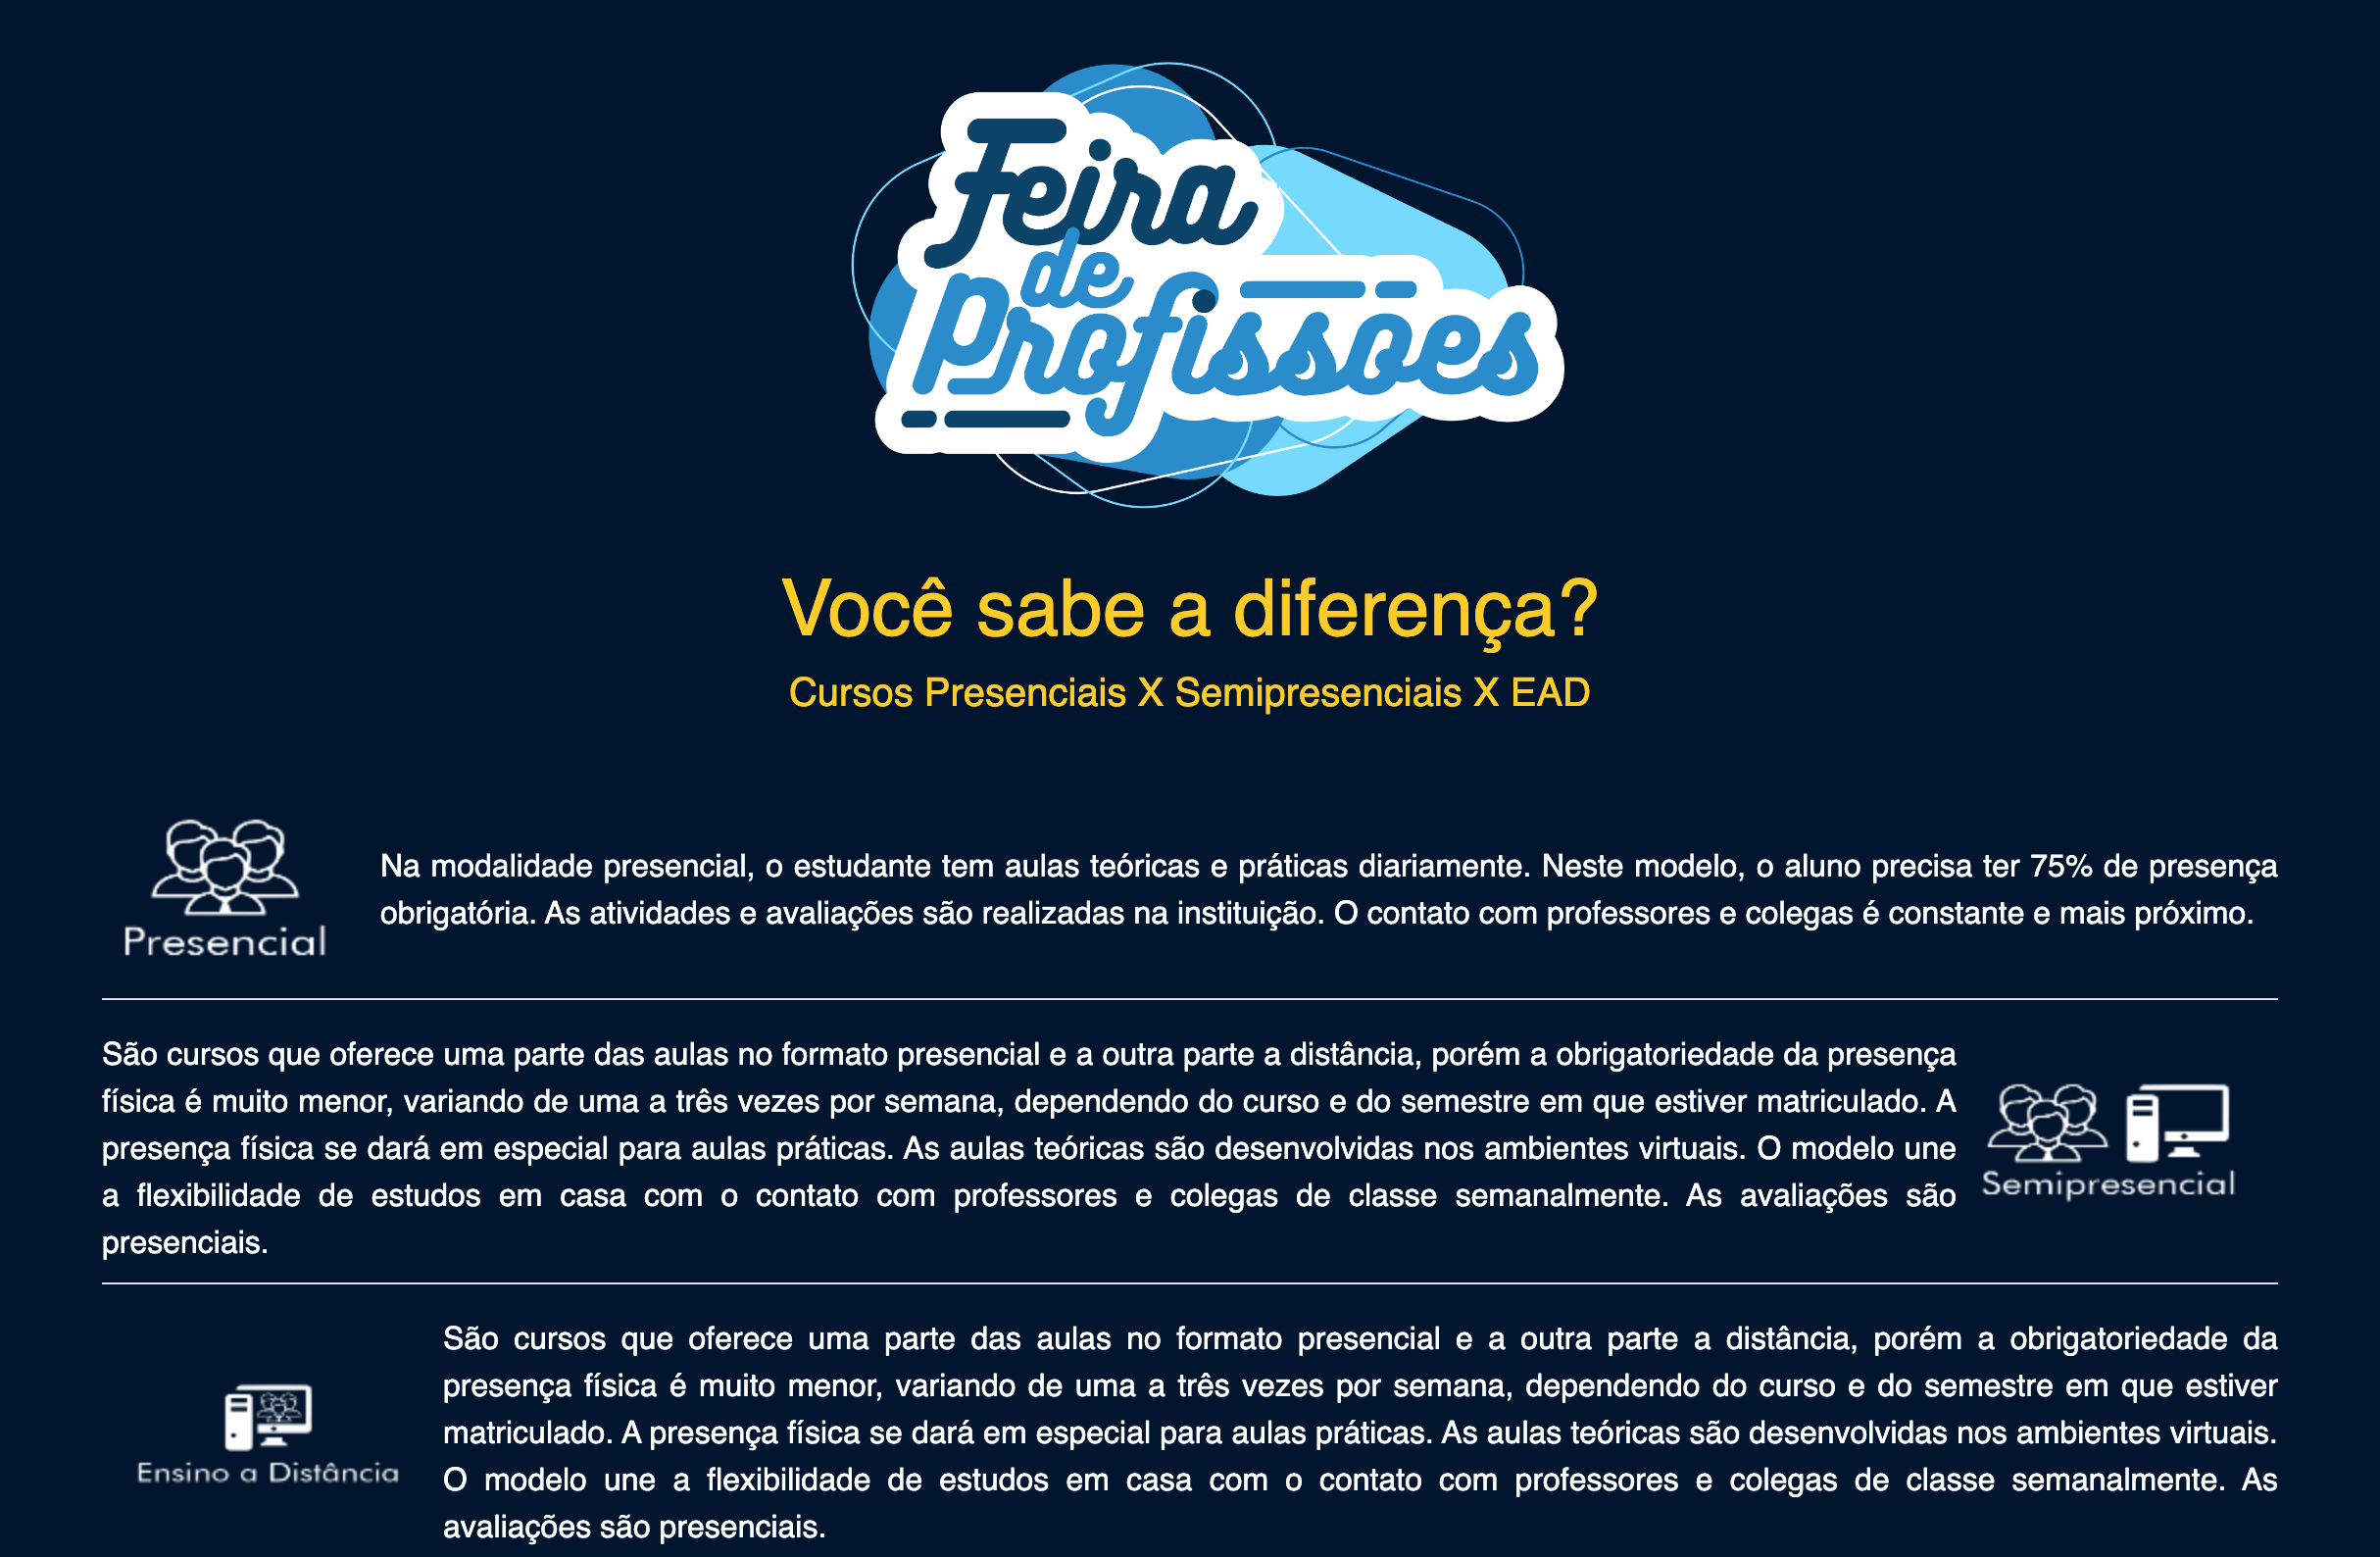 Feira
de
Profissões
Você sabe a diferença?
Cursos Presenciais X Semipresenciais X EAD
Presencial
Na modalidade presencial, o estudante tem aulas teóricas e práticas diariamente. Neste modelo, o aluno precisa ter 75% de presença
obrigatória. As atividades e avaliações são realizadas na instituição. O contato com professores e colegas é constante e mais próximo.
São cursos que oferece uma parte das aulas no formato presencial e a outra parte a distância, porém a obrigatoriedade da presença
física é muito menor, variando de uma a três vezes por semana, dependendo do curso e do semestre em que estiver matriculado. A
presença física se dará em especial para aulas práticas. As aulas teóricas são desenvolvidas nos ambientes virtuais. O modelo une
a flexibilidade de estudos em casa com o contato com professores e colegas de classe semanalmente. As avaliações são
presenciais.
Semipresencial
Ensino a Distância
São cursos que oferece uma parte das aulas no formato presencial e a outra parte a distância, porém a obrigatoriedade da
presença física é muito menor, variando de uma a três vezes por semana, dependendo do curso e do semestre em que estiver
matriculado. A presença física se dará em especial para aulas práticas. As aulas teóricas são desenvolvidas nos ambientes virtuais.
O modelo une a flexibilidade de estudos em casa com o contato com professores e colegas de classe semanalmente. As
avaliações são presenciais.